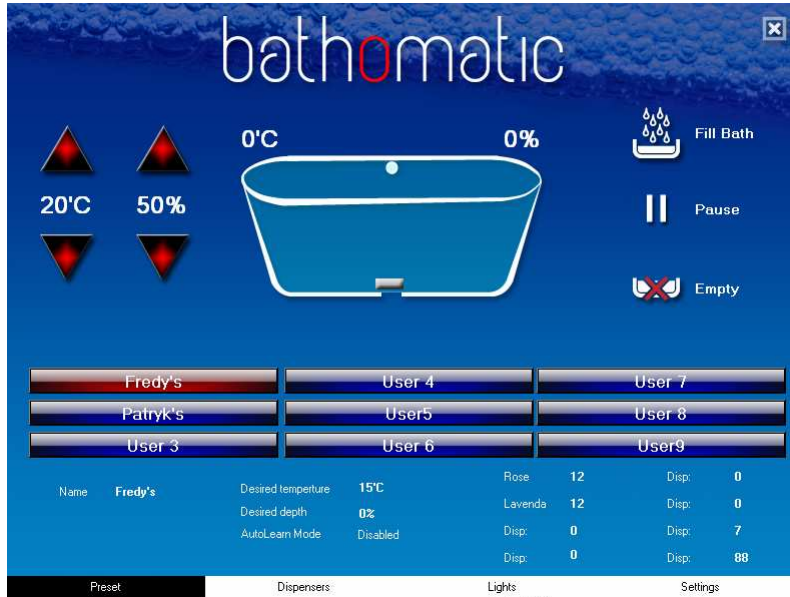 bathomatic
0'C 0%
20'C 50%
Fill Bath
Pause
Empty
Fredy's User 4 User 7
Patryk's User5 User 8
User 3 User 6 User9
Name Fredy's
Desired temperture 15'C
Desired depth 0%
AutoLearn Mode Disabled
Rose 12 Disp: 0
Lavenda 12 Disp: 0
Disp: 0 Disp: 7
Disp: 0 Disp: 88
Preset Dispensers Lights Settings